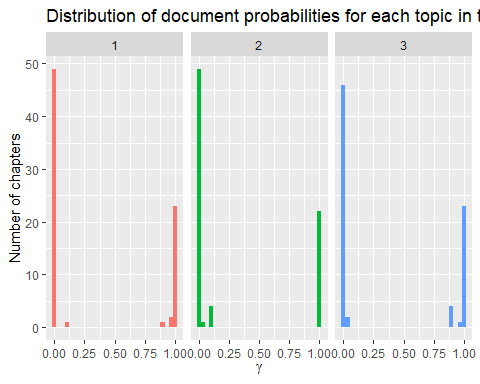 Distribution of document probabilities for each topic in t
1 2 3
50
40
30
20
10
0
Number of chapters
0.00 0.25 0.50 0.75 1.00 0.00 0.25 0.50 0.75 1.00 0.00 0.25 0.50 0.75 1.00
γ